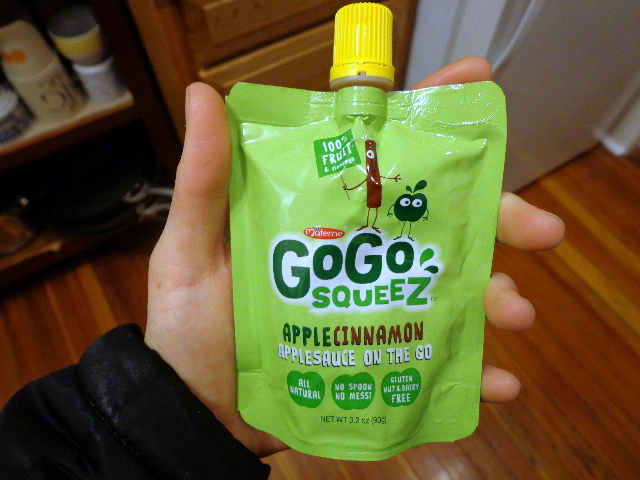 100%
FRUIT
& cinnamon
Materne
GoGo
SQUEEZ™
APPLECINNAMON
APPLESAUCE ON THE GO
ALL
NATURAL
NO SPOON
NO MESS!
GLUTEN
NUT & DAIRY
FREE
NET WT 3.2 oz (90g)